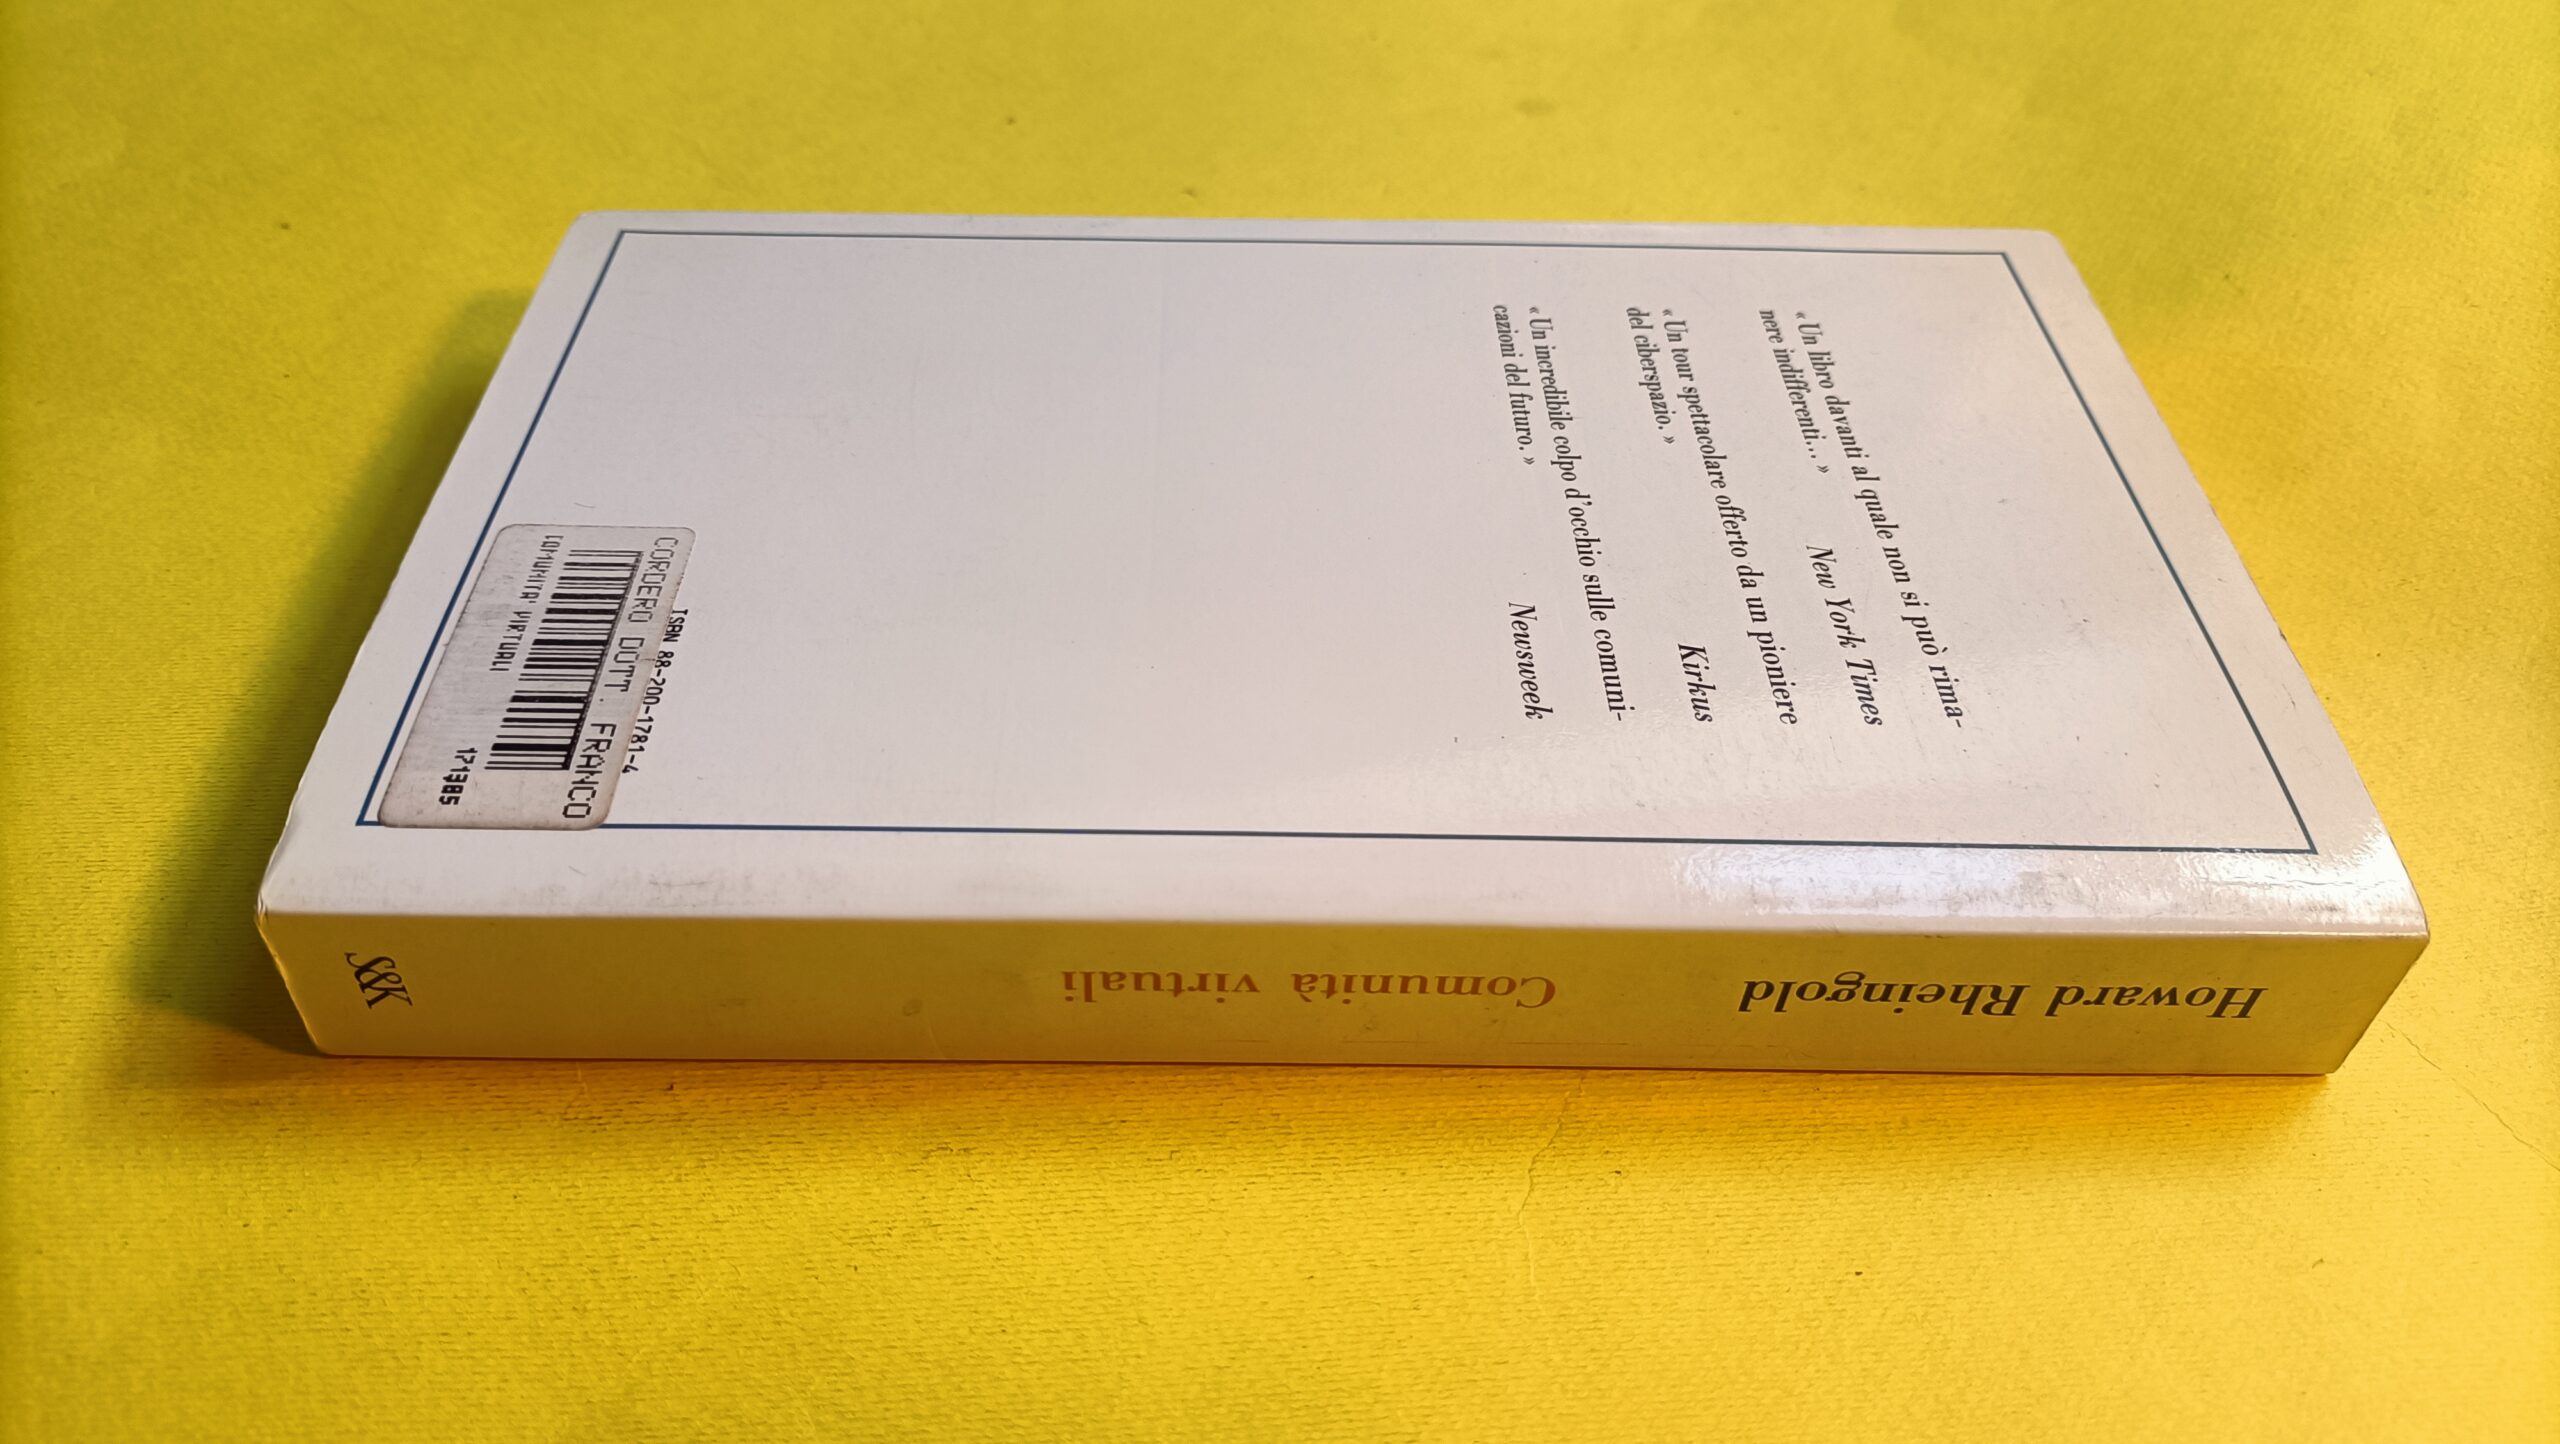 « Un libro davanti al quale non si può rima-
nere indifferenti... »
New York Times
« Un tour spettacolare offerto da un pioniere
del ciberspazio. »
Kirkus
« Un incredibile colpo d'occhio sulle comuni-
cazioni del futuro. »
Newsweek
ISBN 88-200-1781-4
CORDERO DOTT. FRANCO
COMUNITA' VIRTUALI
Howard Rheingold
Comunità virtuali
S&K